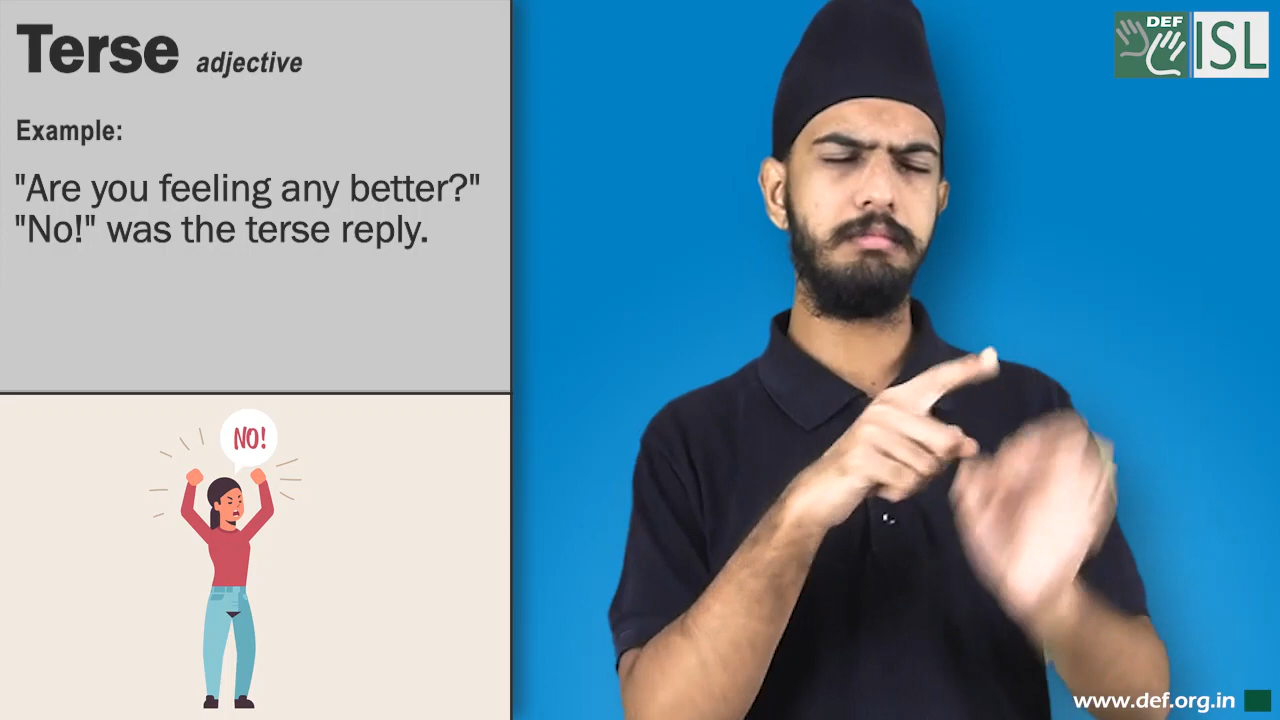 Terse adjective
Example:
"Are you feeling any better?"
"No!" was the terse reply.
NO!
DEF
ISL
www.def.org.in